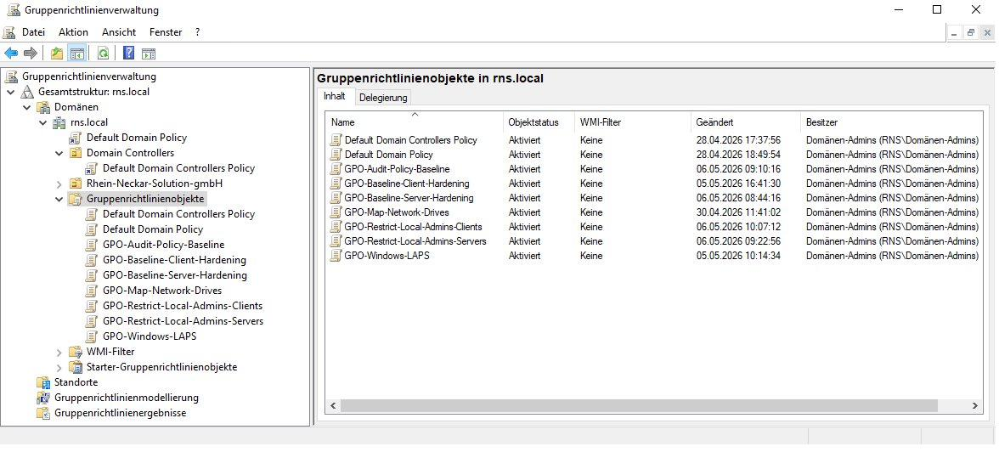 Gruppenrichtlinienverwaltung
Datei Aktion Ansicht Fenster ?
Gruppenrichtlinienverwaltung
Gesamtstruktur: rns.local
Domänen
rns.local
Default Domain Policy
Domain Controllers
Default Domain Controllers Policy
Rhein-Neckar-Solution-gmbH
Gruppenrichtlinienobjekte
Default Domain Controllers Policy
Default Domain Policy
GPO-Audit-Policy-Baseline
GPO-Baseline-Client-Hardening
GPO-Baseline-Server-Hardening
GPO-Map-Network-Drives
GPO-Restrict-Local-Admins-Clients
GPO-Restrict-Local-Admins-Servers
GPO-Windows-LAPS
WMI-Filter
Starter-Gruppenrichtlinienobjekte
Standorte
Gruppenrichtlinienmodellierung
Gruppenrichtlinienergebnisse
Gruppenrichtlinienobjekte in rns.local
Inhalt Delegierung
Name Objektstatus WMI-Filter Geändert Besitzer
Default Domain Controllers Policy Aktiviert Keine 28.04.2026 17:37:56 Domänen-Admins (RNS\Domänen-Admins)
Default Domain Policy Aktiviert Keine 28.04.2026 18:49:54 Domänen-Admins (RNS\Domänen-Admins)
GPO-Audit-Policy-Baseline Aktiviert Keine 06.05.2026 09:10:16 Domänen-Admins (RNS\Domänen-Admins)
GPO-Baseline-Client-Hardening Aktiviert Keine 05.05.2026 16:41:30 Domänen-Admins (RNS\Domänen-Admins)
GPO-Baseline-Server-Hardening Aktiviert Keine 06.05.2026 08:44:16 Domänen-Admins (RNS\Domänen-Admins)
GPO-Map-Network-Drives Aktiviert Keine 30.04.2026 11:41:02 Domänen-Admins (RNS\Domänen-Admins)
GPO-Restrict-Local-Admins-Clients Aktiviert Keine 06.05.2026 10:07:12 Domänen-Admins (RNS\Domänen-Admins)
GPO-Restrict-Local-Admins-Servers Aktiviert Keine 06.05.2026 09:22:56 Domänen-Admins (RNS\Domänen-Admins)
GPO-Windows-LAPS Aktiviert Keine 05.05.2026 10:14:34 Domänen-Admins (RNS\Domänen-Admins)